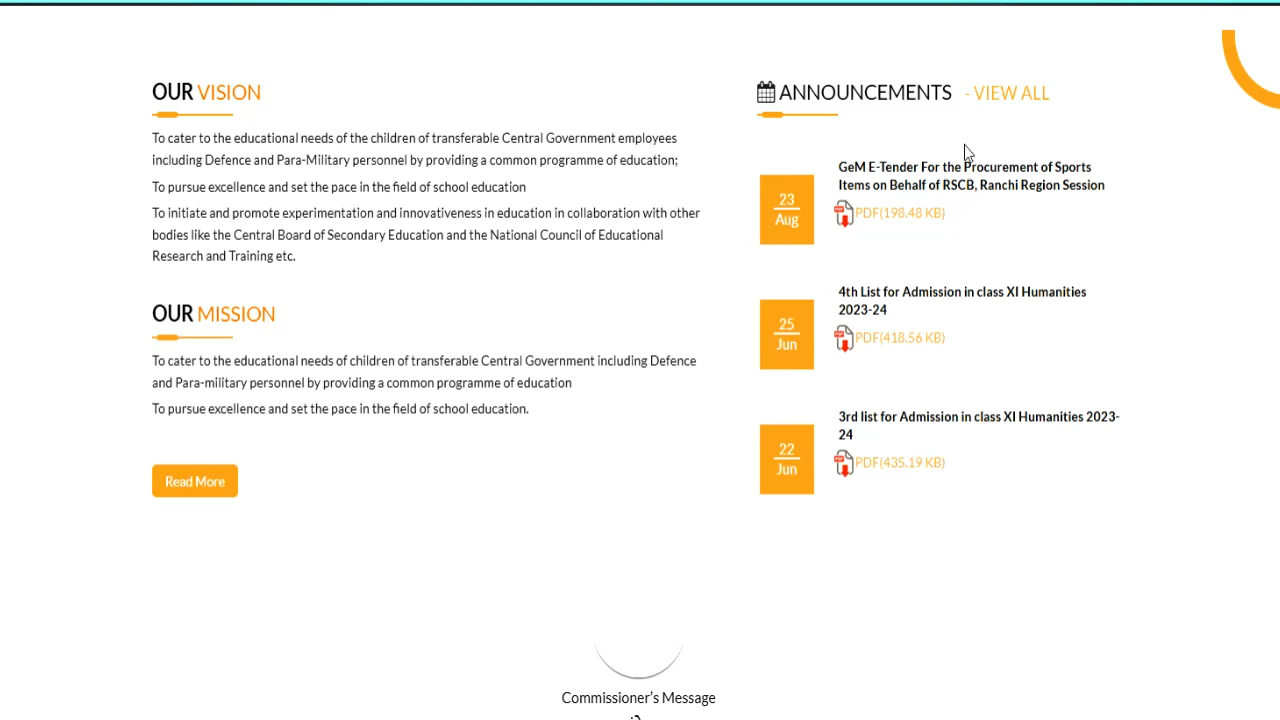 OUR VISION
To cater to the educational needs of the children of transferable Central Government employees
including Defence and Para-Military personnel by providing a common programme of education;
To pursue excellence and set the pace in the field of school education
To initiate and promote experimentation and innovativeness in education in collaboration with other
bodies like the Central Board of Secondary Education and the National Council of Educational
Research and Training etc.
OUR MISSION
To cater to the educational needs of children of transferable Central Government including Defence
and Para-military personnel by providing a common programme of education
To pursue excellence and set the pace in the field of school education.
Read More
ANNOUNCEMENTS - VIEW ALL
23
Aug
GeM E-Tender For the Procurement of Sports
Items on Behalf of RSCB, Ranchi Region Session
PDF(198.48 KB)
25
Jun
4th List for Admission in class XI Humanities
2023-24
PDF(418.56 KB)
22
Jun
3rd list for Admission in class XI Humanities 2023-
24
PDF(435.19 KB)
Commissioner's Message